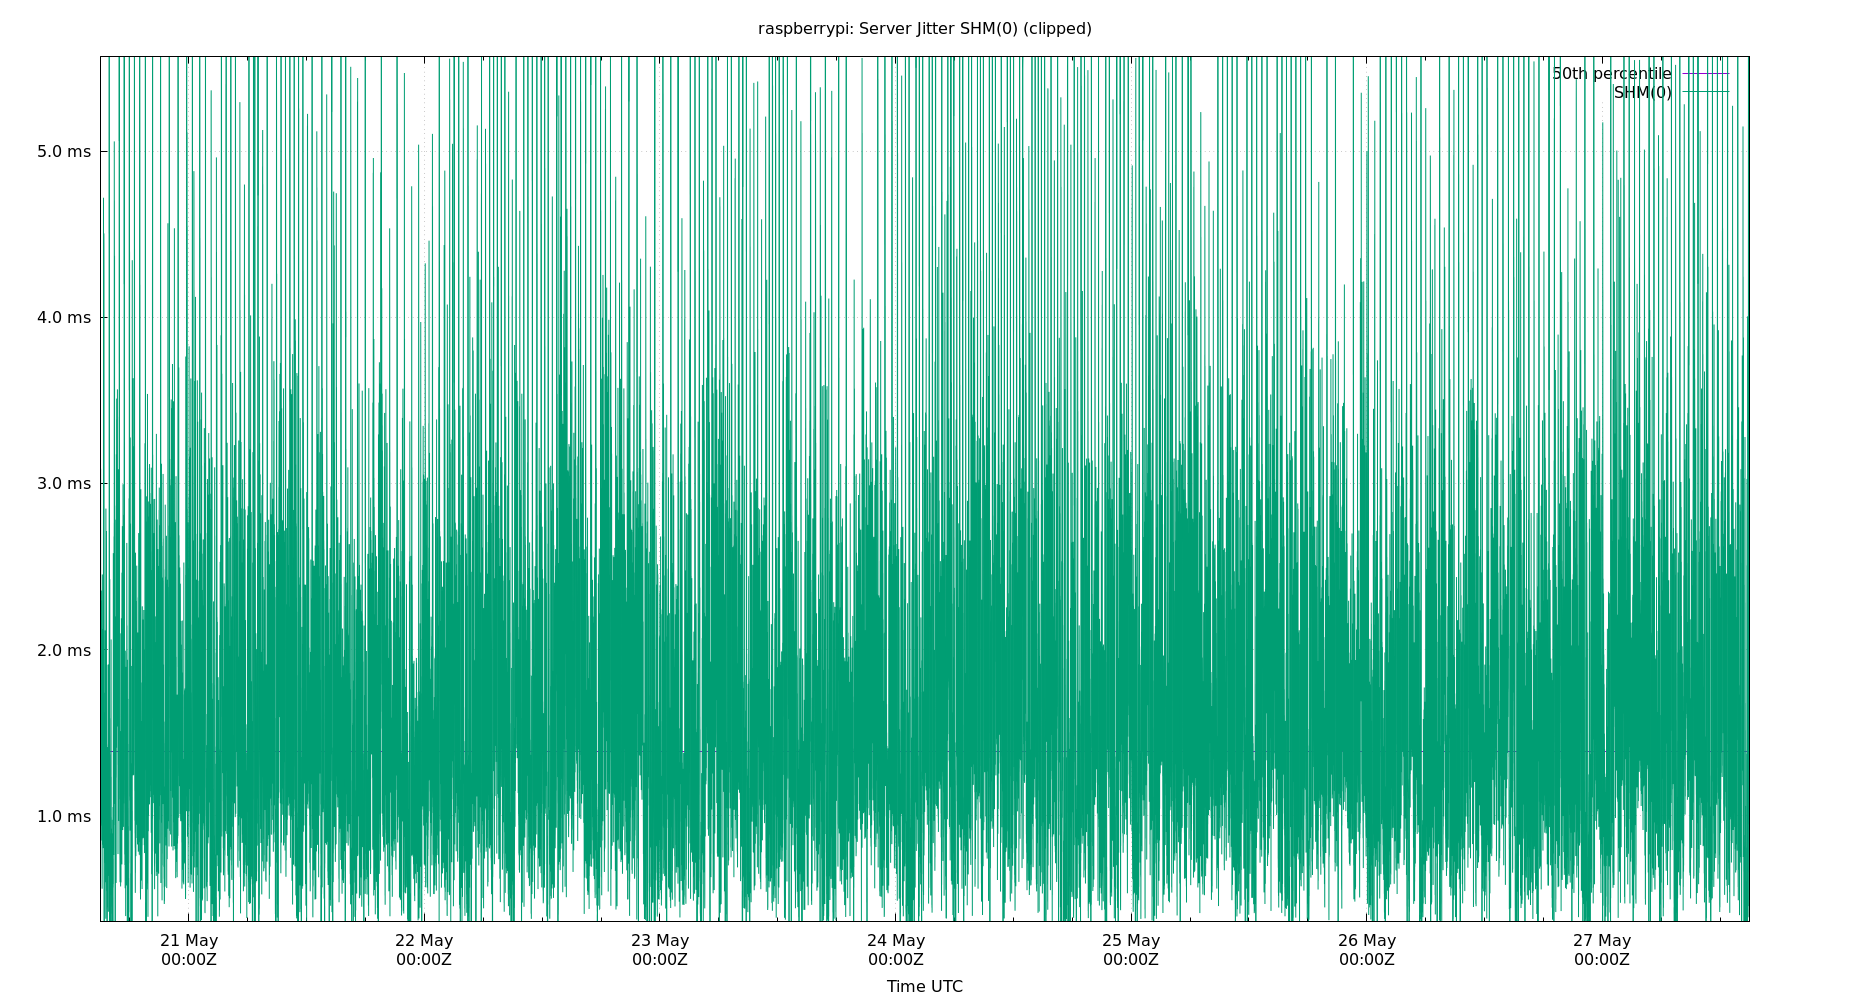 raspberrypi: Server Jitter SHM(0) (clipped)
50th percentile
SHM(0)
5.0 ms
4.0 ms
3.0 ms
2.0 ms
1.0 ms
21 May 22 May 23 May 24 May 25 May 26 May 27 May
00:00Z 00:00Z 00:00Z 00:00Z 00:00Z 00:00Z 00:00Z
Time UTC